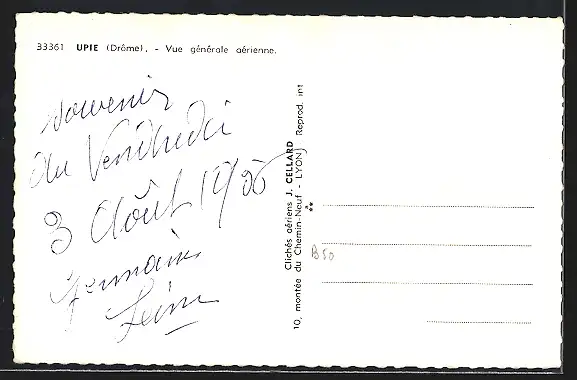 33361 UPIE (Drôme). - Vue générale aérienne.
souvenir
du Vendredi
3 Août 19
Germaine
Clichés aériens J. CELLARD
10, montée du Chemin-Neuf - LYON) Reprod. int
B50